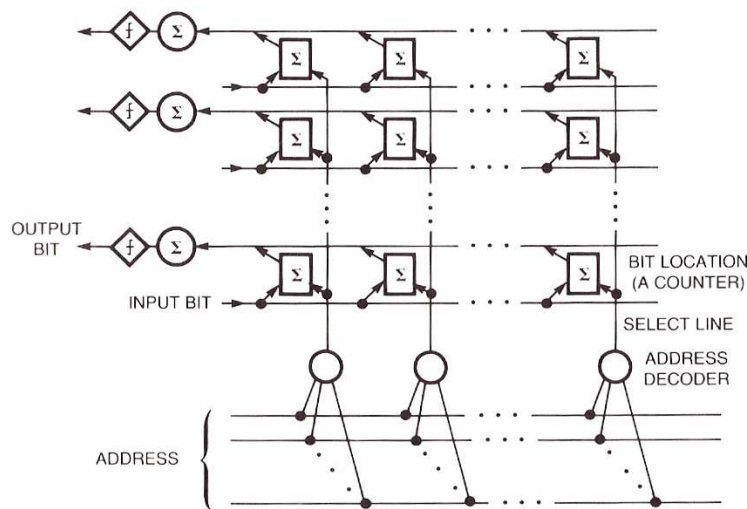 f Σ
Σ Σ Σ
f Σ
Σ Σ Σ
OUTPUT BIT
f Σ
Σ Σ Σ
BIT LOCATION
(A COUNTER)
INPUT BIT
SELECT LINE
ADDRESS
DECODER
ADDRESS